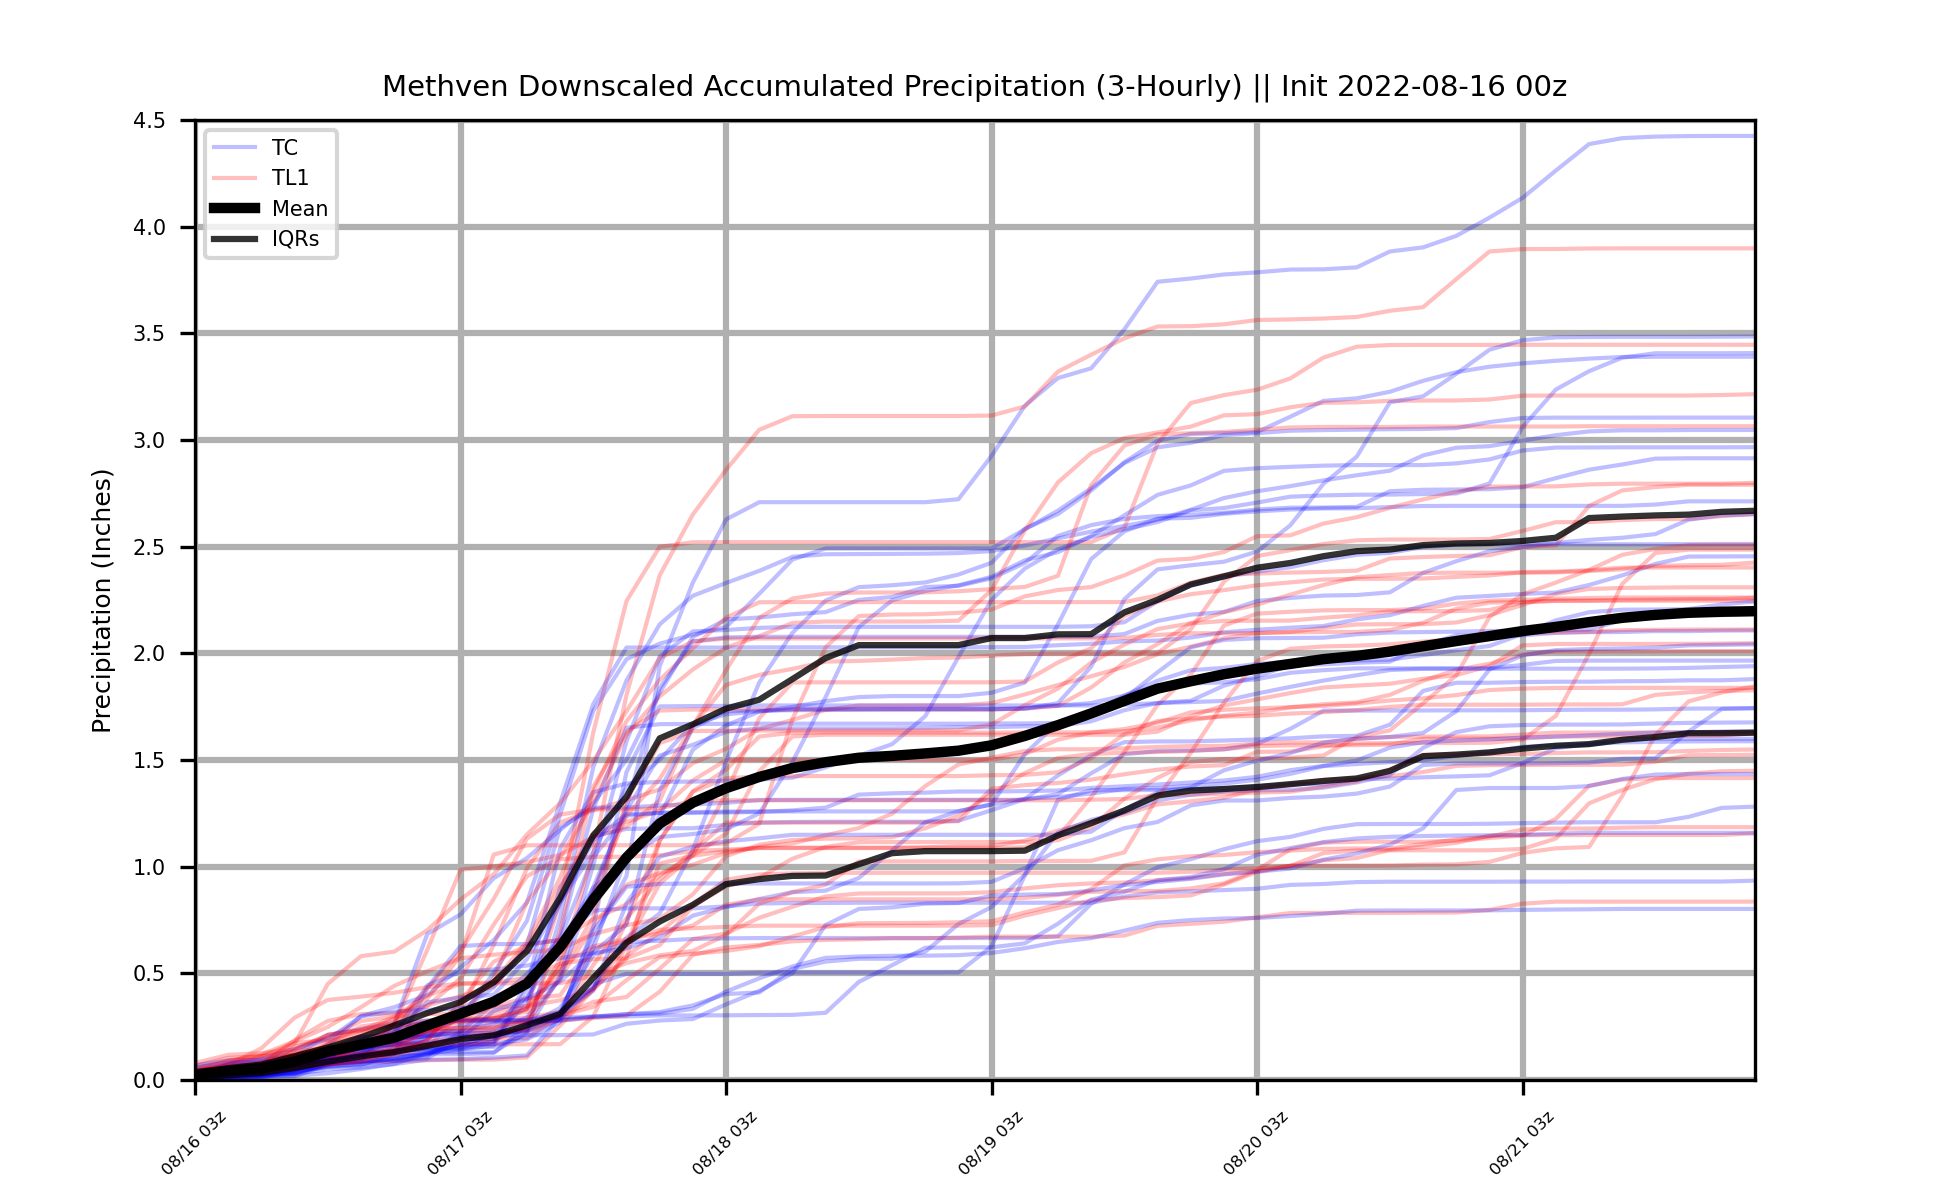 Methven Downscaled Accumulated Precipitation (3-Hourly) || Init 2022-08-16 00z
4.5
4.0
3.5
3.0
2.5
2.0
1.5
1.0
0.5
0.0
Precipitation (Inches)
TC
TL1
Mean
IQRs
08/16 03z
08/17 03z
08/18 03z
08/19 03z
08/20 03z
08/21 03z